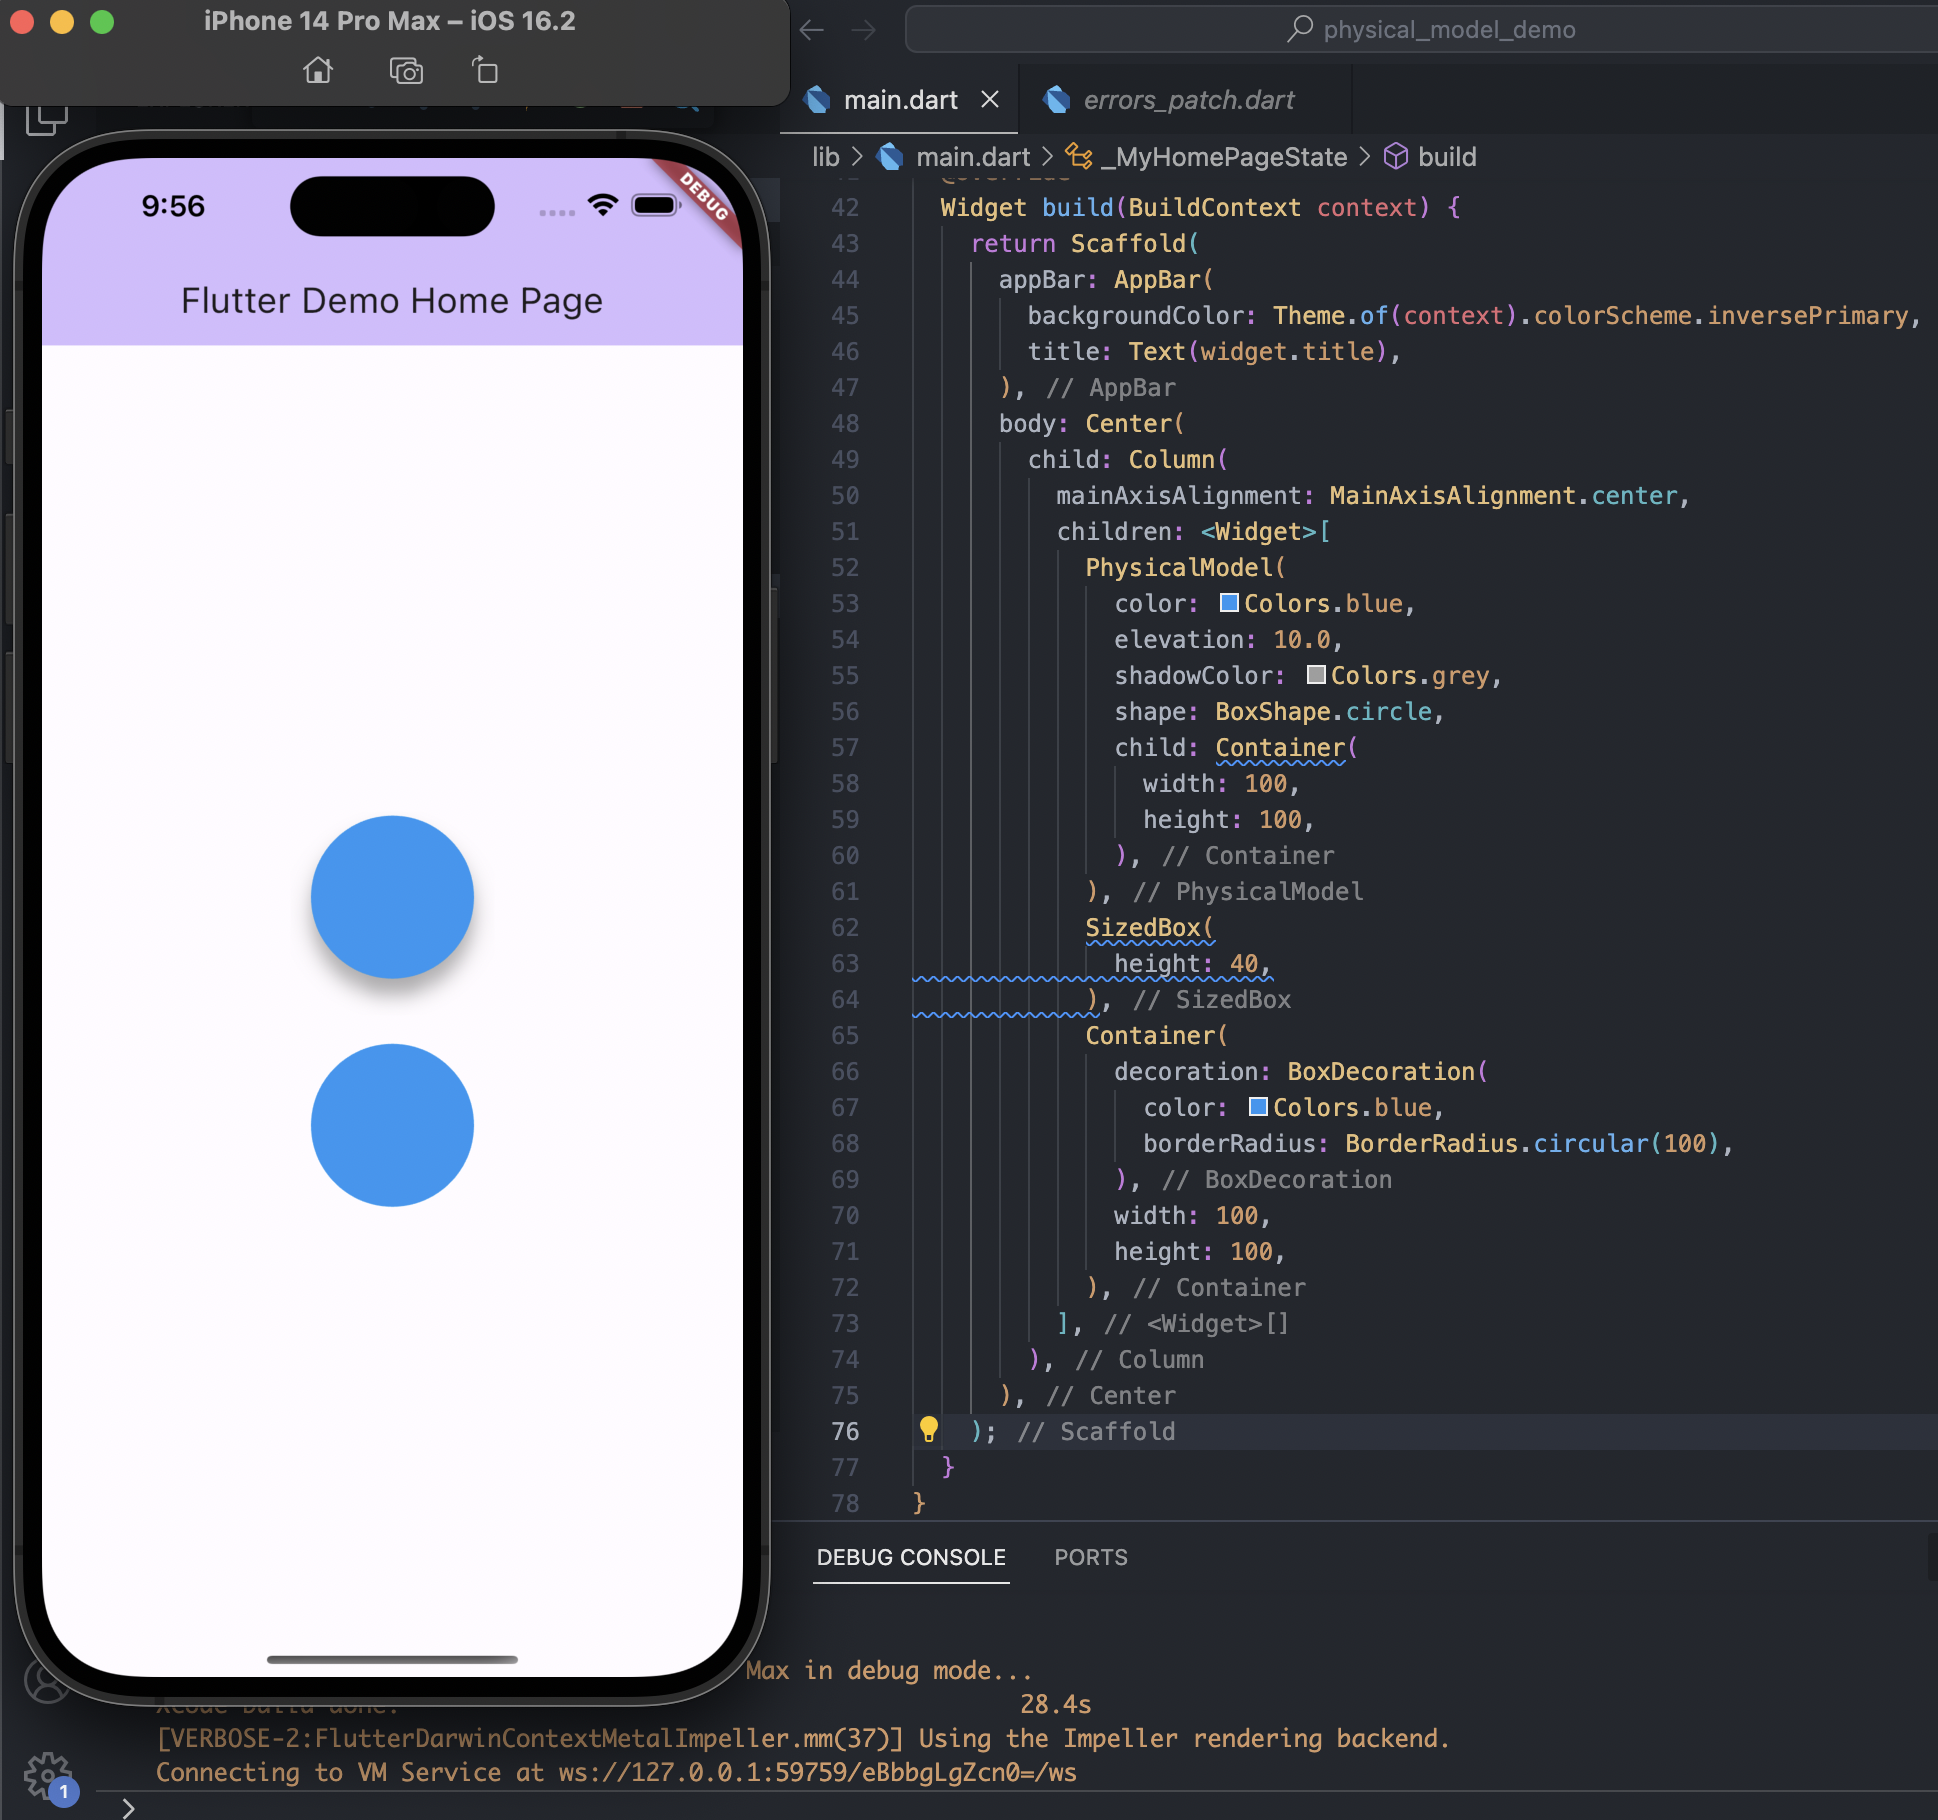 iPhone 14 Pro Max – iOS 16.2
9:56
DEBUG
Flutter Demo Home Page
physical_model_demo
main.dart
errors_patch.dart
lib > main.dart > _MyHomePageState > build
42 Widget build(BuildContext context) {
43 return Scaffold(
44 appBar: AppBar(
45 backgroundColor: Theme.of(context).colorScheme.inversePrimary,
46 title: Text(widget.title),
47 ), // AppBar
48 body: Center(
49 child: Column(
50 mainAxisAlignment: MainAxisAlignment.center,
51 children: <Widget>[
52 PhysicalModel(
53 color: Colors.blue,
54 elevation: 10.0,
55 shadowColor: Colors.grey,
56 shape: BoxShape.circle,
57 child: Container(
58 width: 100,
59 height: 100,
60 ), // Container
61 ), // PhysicalModel
62 SizedBox(
63 height: 40,
64 ), // SizedBox
65 Container(
66 decoration: BoxDecoration(
67 color: Colors.blue,
68 borderRadius: BorderRadius.circular(100),
69 ), // BoxDecoration
70 width: 100,
71 height: 100,
72 ), // Container
73 ], // <Widget>[]
74 ), // Column
75 ), // Center
76 ); // Scaffold
77 }
78 }
DEBUG CONSOLE PORTS
Max in debug mode...
Xcode build done. 28.4s
[VERBOSE-2:FlutterDarwinContextMetalImpeller.mm(37)] Using the Impeller rendering backend.
Connecting to VM Service at ws://127.0.0.1:59759/eBbbgLgZcn0=/ws
1